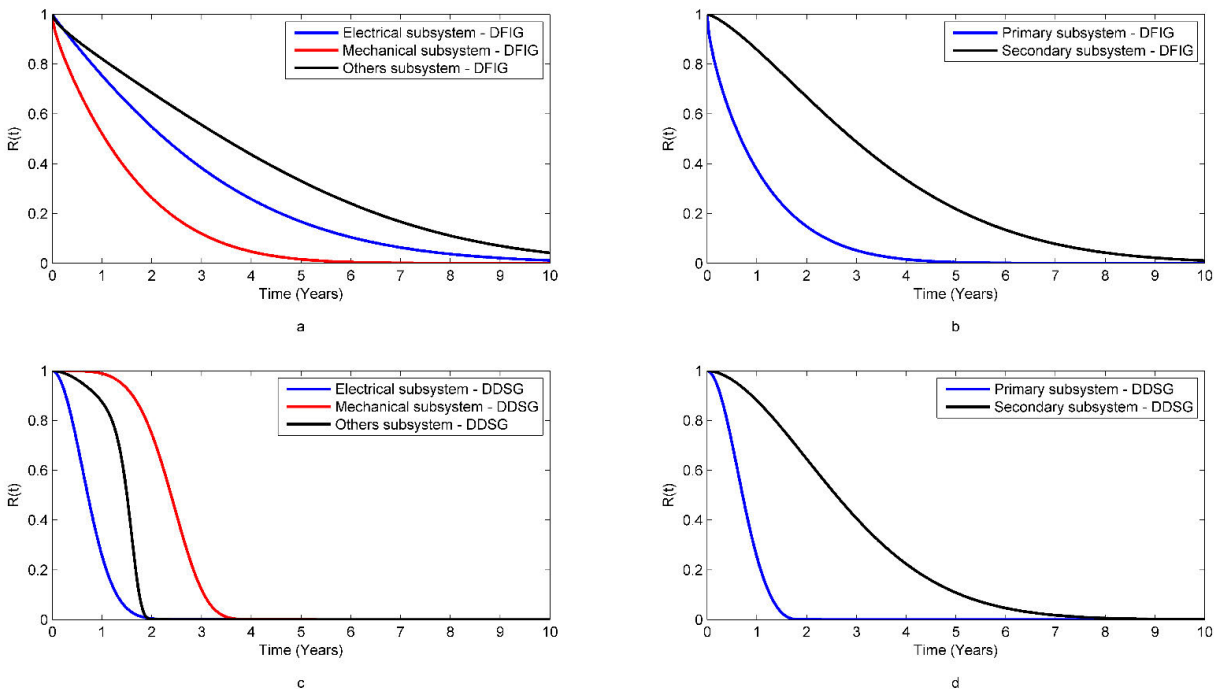 1
0.8
0.6
0.4
0.2
0
R(t)
Electrical subsystem - DFIG
Mechanical subsystem - DFIG
Others subsystem - DFIG
0 1 2 3 4 5 6 7 8 9 10
Time (Years)
a
1
0.8
0.6
0.4
0.2
0
R(t)
Primary subsystem - DFIG
Secondary subsystem - DFIG
0 1 2 3 4 5 6 7 8 9 10
Time (Years)
b
1
0.8
0.6
0.4
0.2
0
R(t)
Electrical subsystem - DDSG
Mechanical subsystem - DDSG
Others subsystem - DDSG
0 1 2 3 4 5 6 7 8 9 10
Time (Years)
c
1
0.8
0.6
0.4
0.2
0
R(t)
Primary subsystem - DDSG
Secondary subsystem - DDSG
0 1 2 3 4 5 6 7 8 9 10
Time (Years)
d